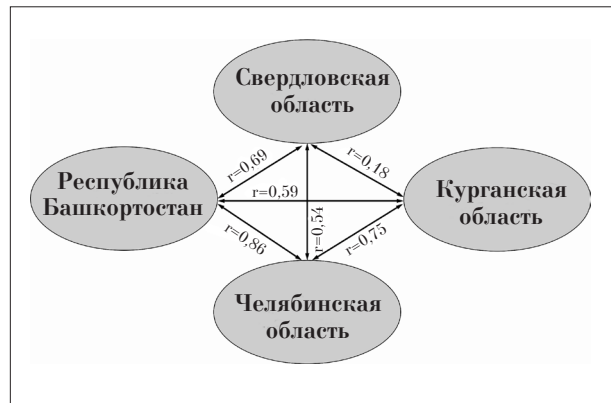 Свердловская
область
r=0,69
r=0,48
Республика
Башкортостан
r=0,59
Курганская
область
r=0,54
r=0,86
r=0,75
Челябинская
область